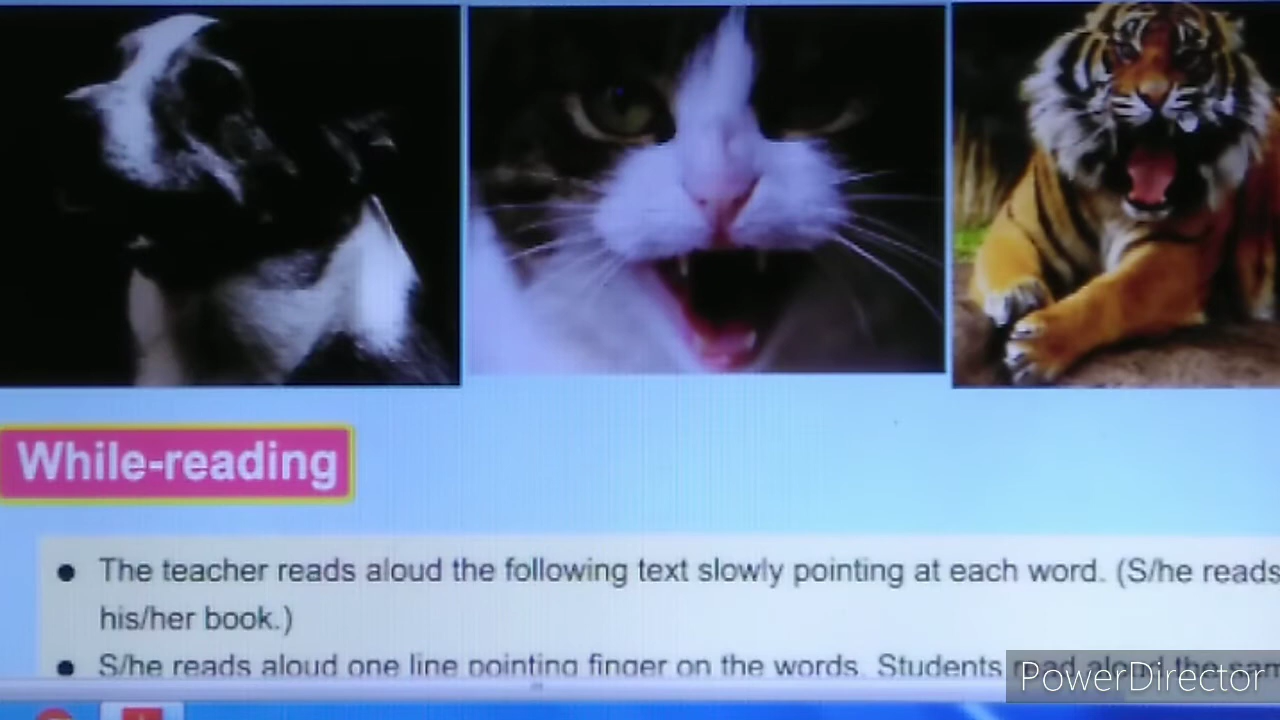 While-reading
● The teacher reads aloud the following text slowly pointing at each word. (S/he reads
his/her book.)
● S/he reads aloud one line pointing finger on the words. Students read aloud the sam
PowerDirector